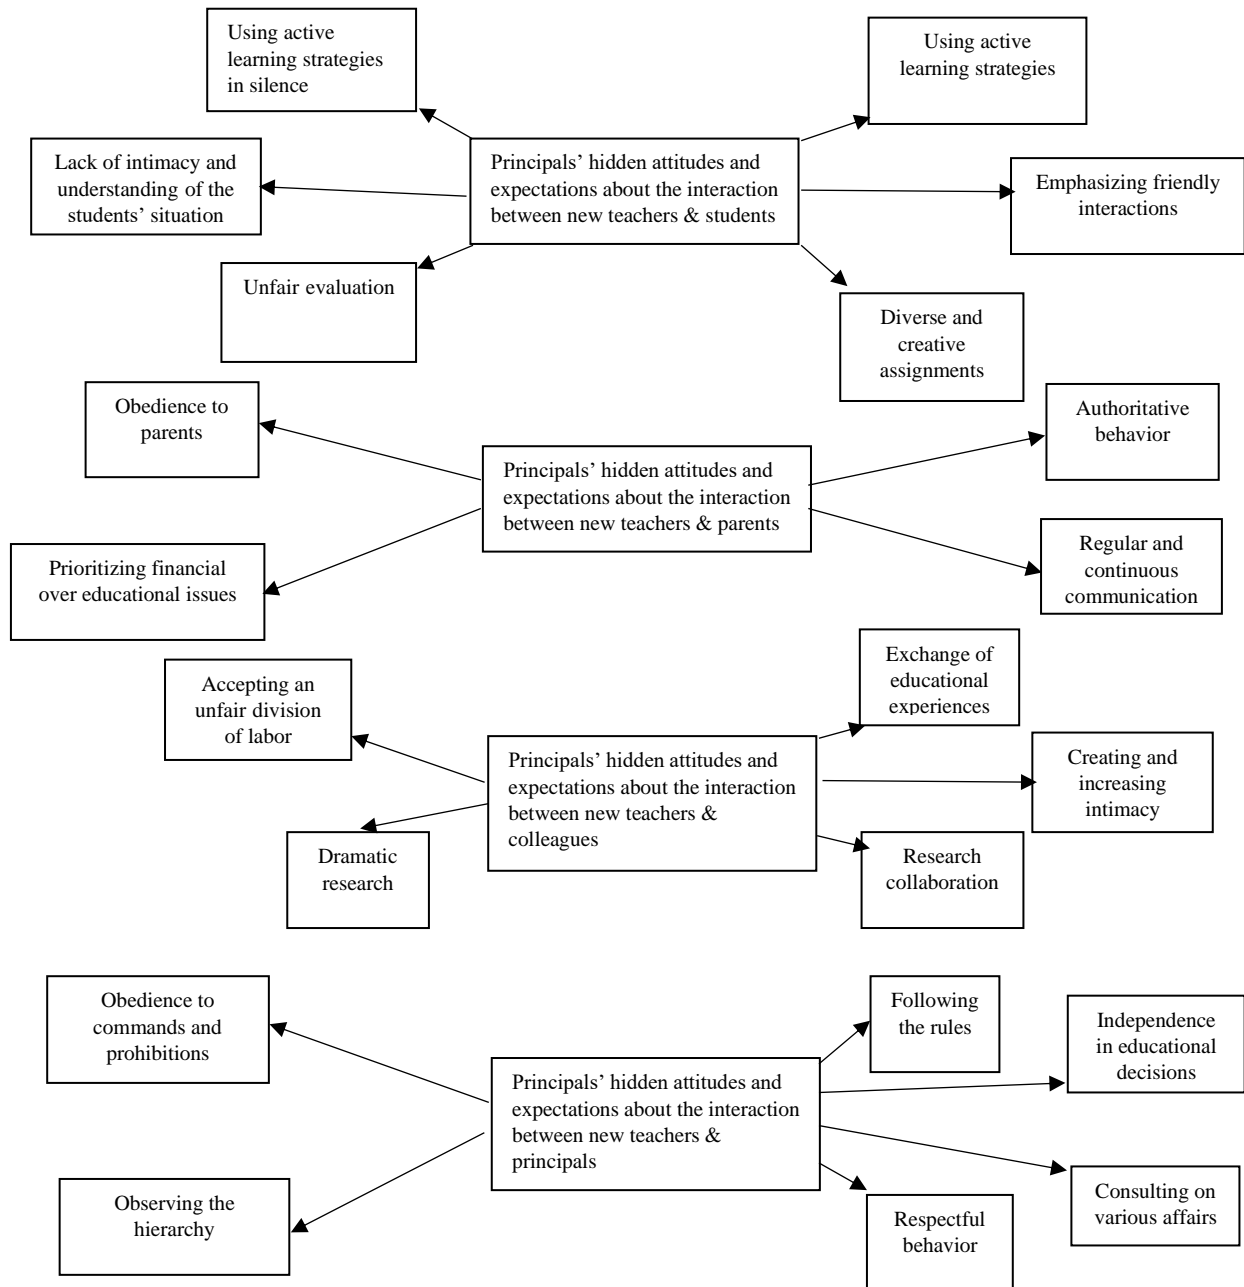 Using active
learning strategies
in silence
Using active
learning strategies
Lack of intimacy and
understanding of the
students’ situation
Principals’ hidden attitudes and
expectations about the interaction
between new teachers & students
Emphasizing friendly
interactions
Unfair evaluation
Diverse and
creative
assignments
Obedience to
parents
Authoritative
behavior
Principals’ hidden attitudes and
expectations about the interaction
between new teachers & parents
Prioritizing financial
over educational issues
Regular and
continuous
communication
Accepting an
unfair division
of labor
Exchange of
educational
experiences
Principals’ hidden attitudes and
expectations about the interaction
between new teachers &
colleagues
Creating and
increasing
intimacy
Dramatic
research
Research
collaboration
Obedience to
commands and
prohibitions
Following
the rules
Independence
in educational
decisions
Principals’ hidden attitudes and
expectations about the interaction
between new teachers &
principals
Observing the
hierarchy
Respectful
behavior
Consulting on
various affairs